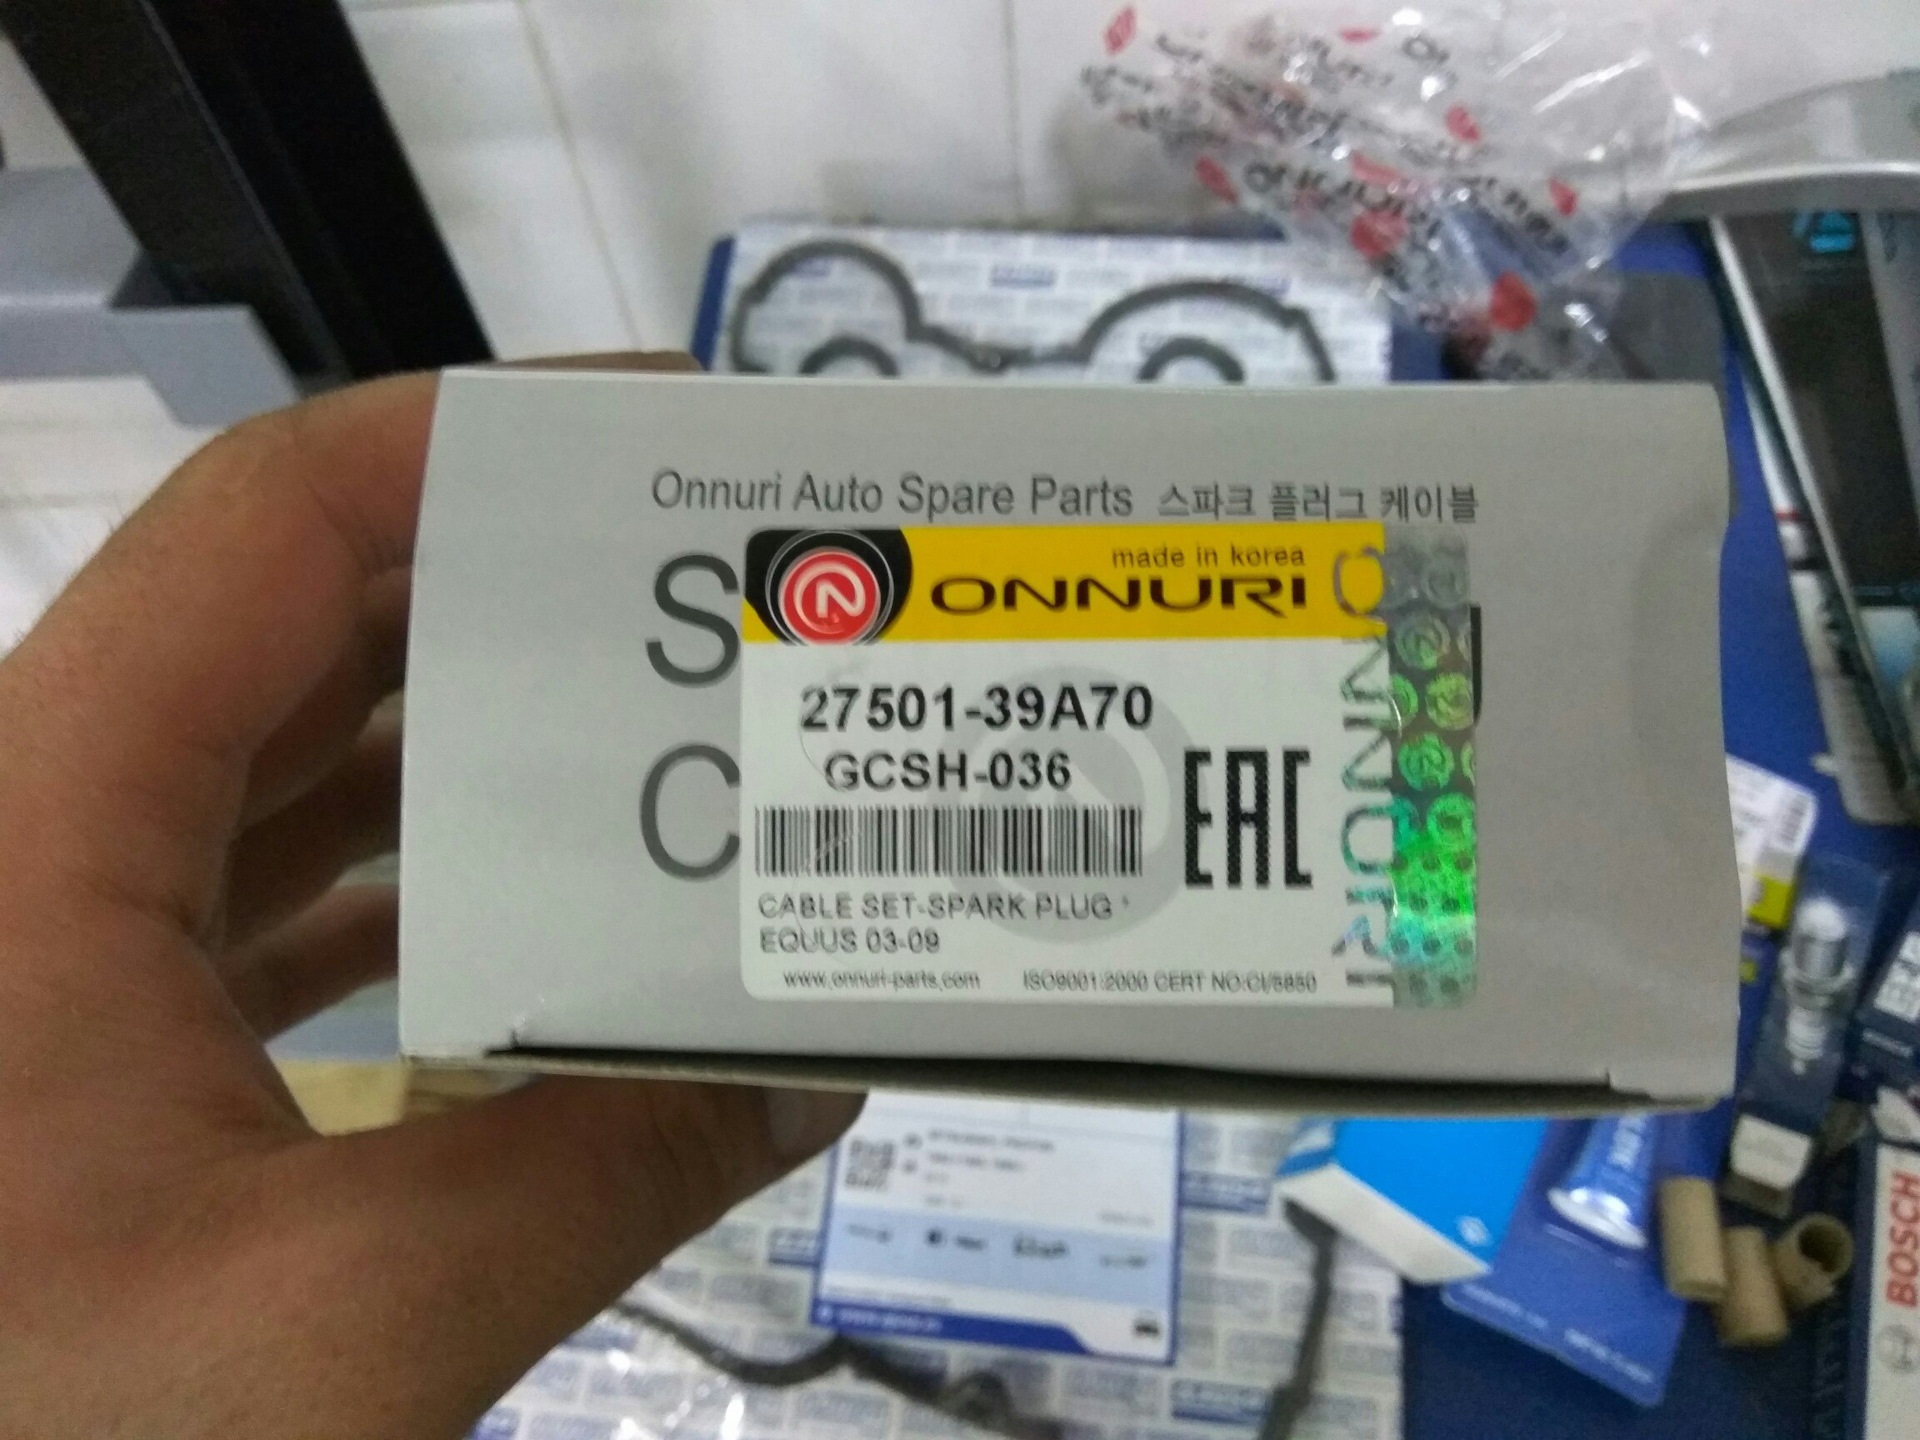 Onnuri Auto Spare Parts 스파크 플러그 케이블
S
C
made in korea
ONNURI
27501-39A70
GCSH-036
EAC
CABLE SET-SPARK PLUG
EQUUS 03-09
www.onnuri-parts.com ISO9001:2000 CERT NO:CI/5850
ONNURI
BOSCH